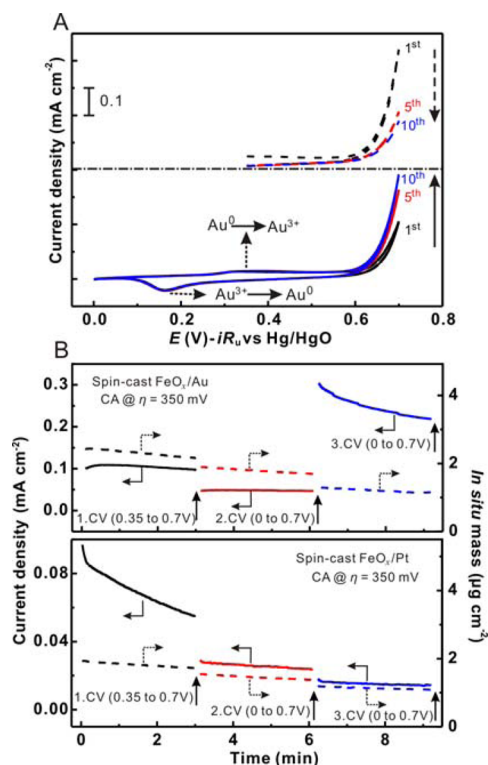 A
Current density (mA cm⁻²)
0.1
1ˢᵗ
5ᵗʰ
10ᵗʰ
10ᵗʰ
5ᵗʰ
1ˢᵗ
Au⁰ Au³⁺
Au³⁺ Au⁰
0.0 0.2 0.4 0.6 0.8
E (V)-iRᵤ vs Hg/HgO
B
Current density (mA cm⁻²)
In situ mass (μg cm⁻²)
0.3
0.2
0.1
0.0
4
3
2
1
0
Spin-cast FeOₓ/Au
CA @ η = 350 mV
3.CV (0 to 0.7V)
1.CV (0.35 to 0.7V)
2.CV (0 to 0.7V)
0.08
0.04
0.00
5
4
3
2
1
0
Spin-cast FeOₓ/Pt
CA @ η = 350 mV
1.CV (0.35 to 0.7V)
2.CV (0 to 0.7V)
3.CV (0 to 0.7V)
0 2 4 6 8
Time (min)